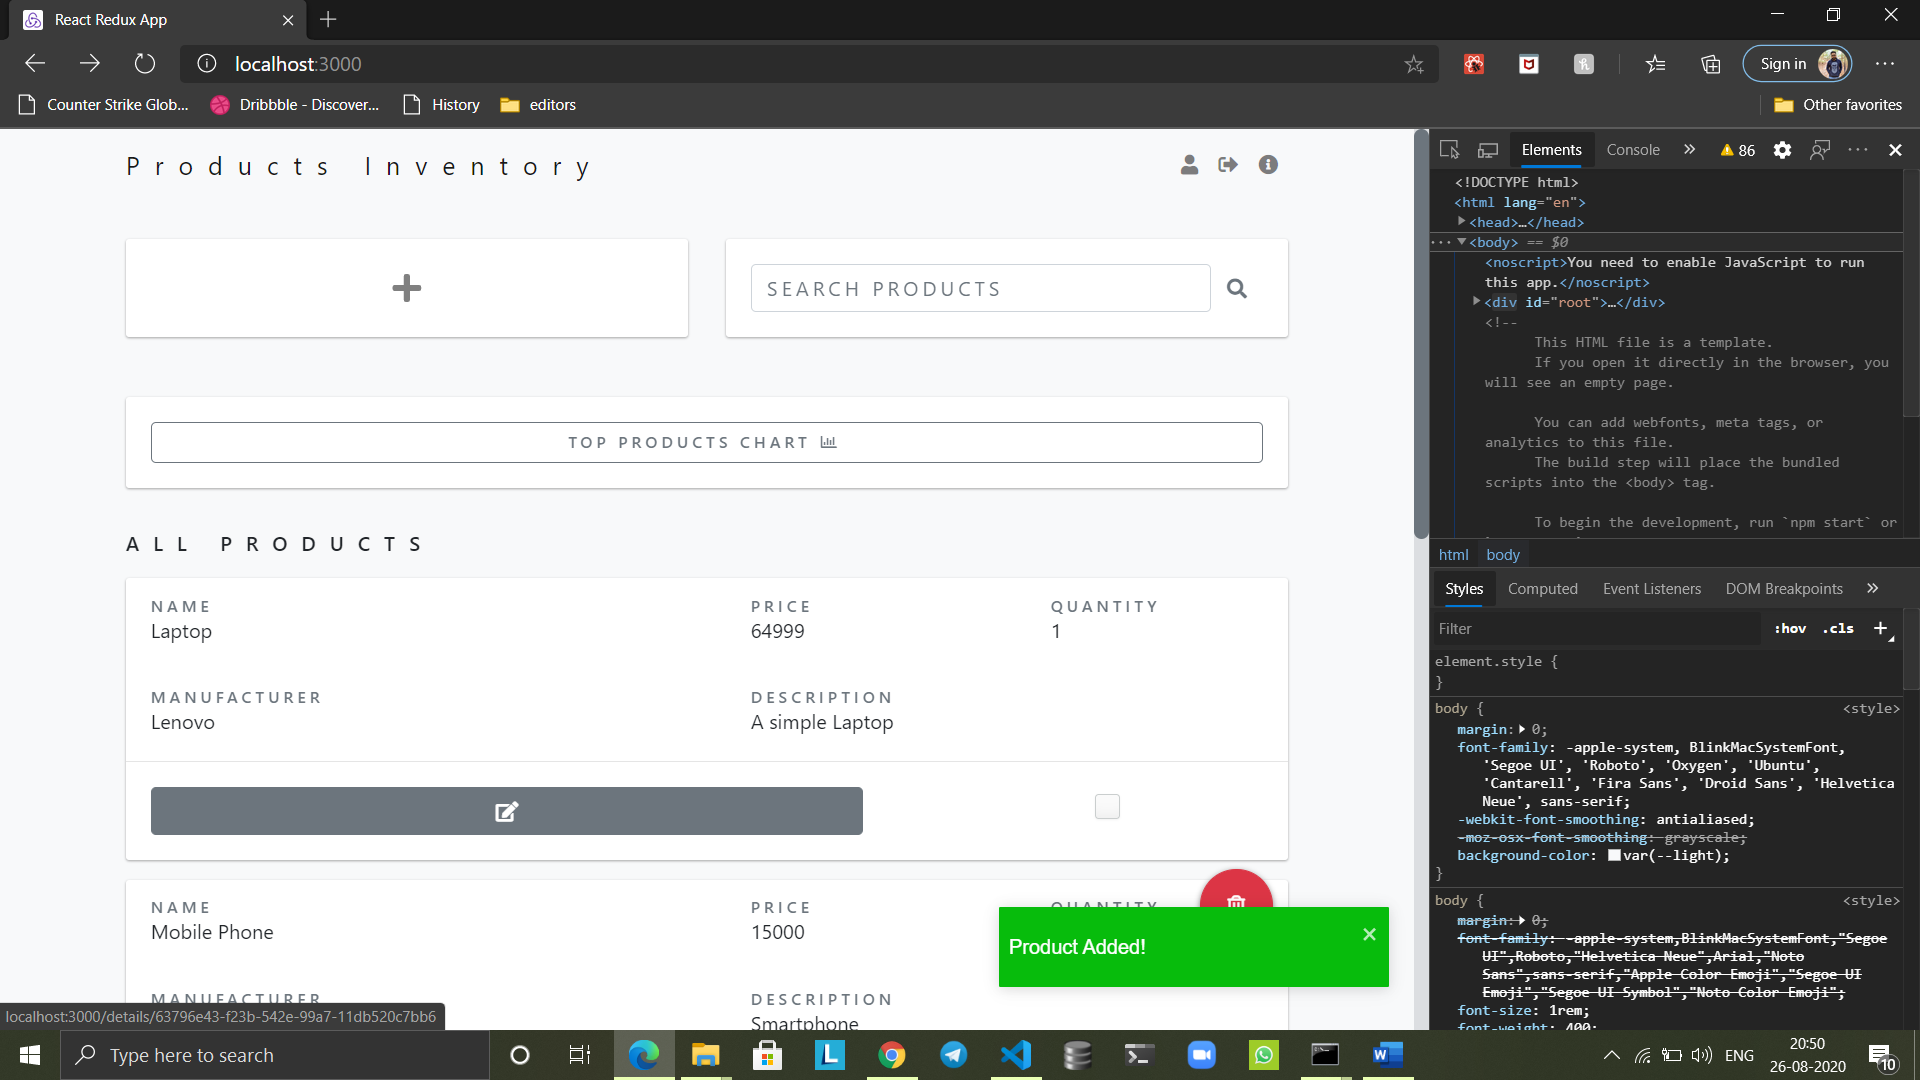 React Redux App
localhost:3000
Sign in
Counter Strike Glob...
Dribbble - Discover...
History
editors
Other favorites
Products Inventory
SEARCH PRODUCTS
TOP PRODUCTS CHART
ALL PRODUCTS
NAME PRICE QUANTITY
Laptop 64999 1
MANUFACTURER DESCRIPTION
Lenovo A simple Laptop
NAME PRICE QUANTITY
Mobile Phone 15000
Product Added!
MANUFACTURER DESCRIPTION
Smartphone
localhost:3000/details/63796e43-f23b-542e-99a7-11db520c7bb6
Elements Console 86
<!DOCTYPE html>
<html lang="en">
<head>…</head>
<body> == $0
<noscript>You need to enable JavaScript to run
this app.</noscript>
<div id="root">…</div>
<!--
This HTML file is a template.
If you open it directly in the browser, you
will see an empty page.
You can add webfonts, meta tags, or
analytics to this file.
The build step will place the bundled
scripts into the <body> tag.
To begin the development, run `npm start` or
html body
Styles Computed Event Listeners DOM Breakpoints
Filter :hov .cls
element.style {
}
body { <style>
margin: 0;
font-family: -apple-system, BlinkMacSystemFont,
'Segoe UI', 'Roboto', 'Oxygen', 'Ubuntu',
'Cantarell', 'Fira Sans', 'Droid Sans', 'Helvetica
Neue', sans-serif;
-webkit-font-smoothing: antialiased;
-moz-osx-font-smoothing: grayscale;
background-color: var(--light);
}
body { <style>
margin: 0;
font-family: -apple-system,BlinkMacSystemFont,"Segoe
UI",Roboto,"Helvetica Neue",Arial,"Noto
Sans",sans-serif,"Apple Color Emoji","Segoe UI
Emoji","Segoe UI Symbol","Noto Color Emoji";
font-size: 1rem;
font-weight: 400;
Type here to search
ENG
20:50
26-08-2020
10